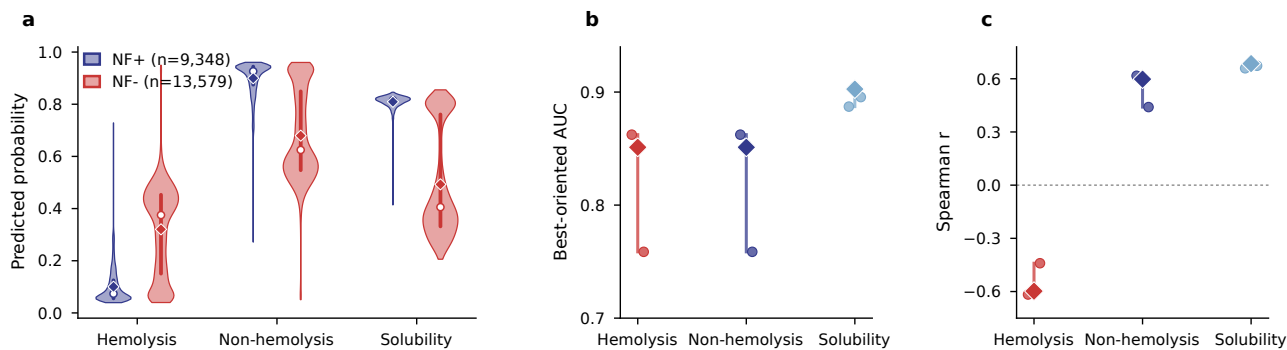 a
Predicted probability
1.0
0.8
0.6
0.4
0.2
0.0
NF+ (n=9,348)
NF- (n=13,579)
Hemolysis
Non-hemolysis
Solubility
b
Best-oriented AUC
0.9
0.8
0.7
Hemolysis
Non-hemolysis
Solubility
c
Spearman r
0.6
0.3
0.0
−0.3
−0.6
Hemolysis
Non-hemolysis
Solubility